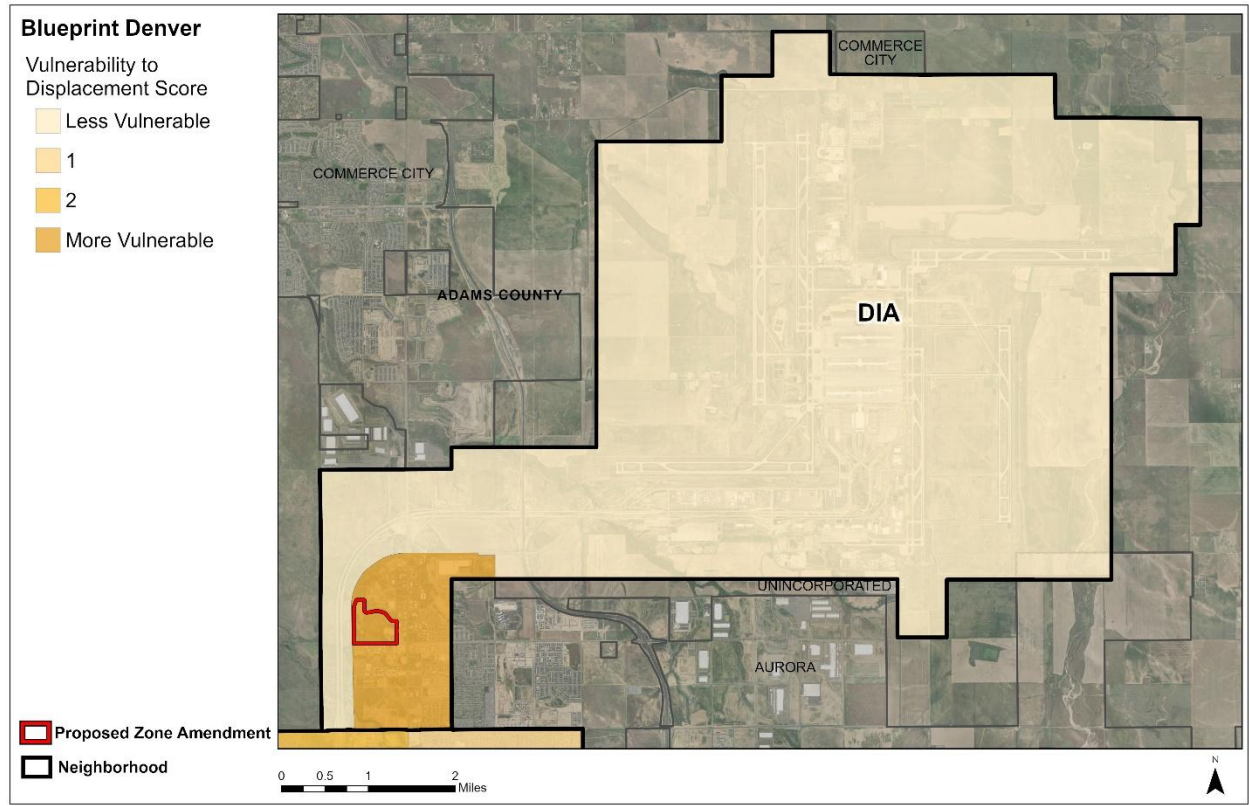 Blueprint Denver
Vulnerability to
Displacement Score
Less Vulnerable
1
2
More Vulnerable
Proposed Zone Amendment
Neighborhood
COMMERCE
CITY
COMMERCE CITY
ADAMS COUNTY
DIA
UNINCORPORATED
AURORA
0 0.5 1 2
Miles
N